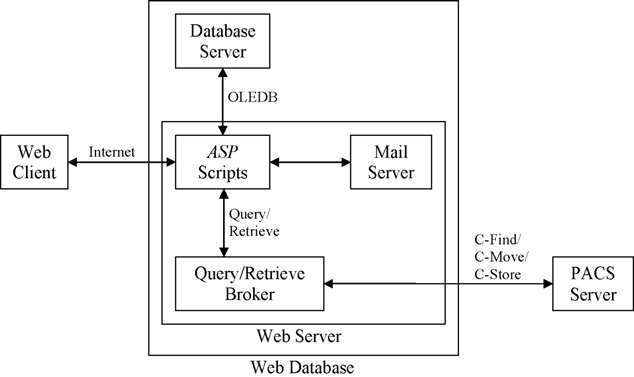 Database
Server
OLEDB
Web
Client
Internet
ASP
Scripts
Mail
Server
Query/
Retrieve
Query/Retrieve
Broker
C-Find/
C-Move/
C-Store
PACS
Server
Web Server
Web Database